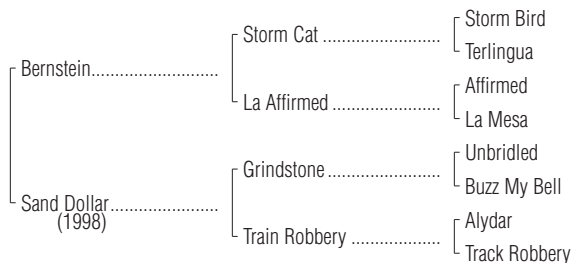 Storm Bird
Storm Cat ..........................
Terlingua
Bernstein............................
Affirmed
La Affirmed ........................
La Mesa
Unbridled
Grindstone .........................
Buzz My Bell
Sand Dollar........................
(1998)
Alydar
Train Robbery ....................
Track Robbery